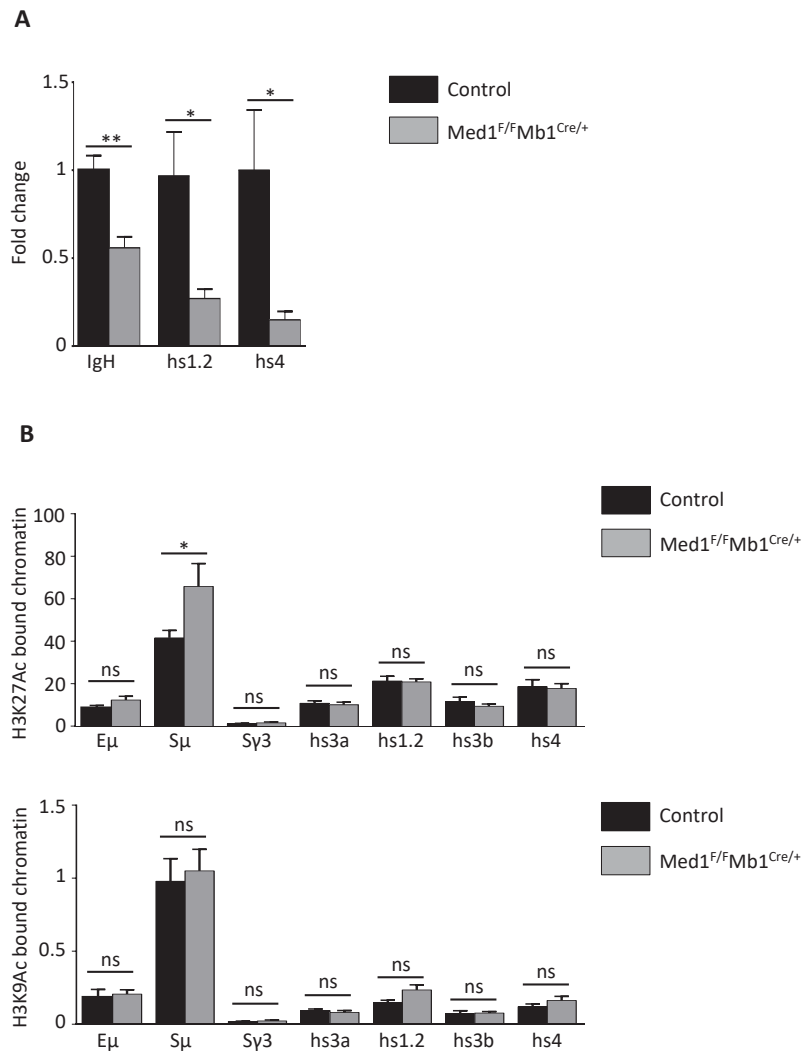 A
Fold change
1.5
1
0.5
0
** * *
IgH hs1.2 hs4
Control
Med1F/FMb1Cre/+
B
H3K27Ac bound chromatin
100
80
60
40
20
0
ns * ns ns ns ns ns
Eμ Sμ Sγ3 hs3a hs1.2 hs3b hs4
Control
Med1F/FMb1Cre/+
H3K9Ac bound chromatin
1.5
1
0.5
0
ns ns ns ns ns ns ns
Eμ Sμ Sγ3 hs3a hs1.2 hs3b hs4
Control
Med1F/FMb1Cre/+